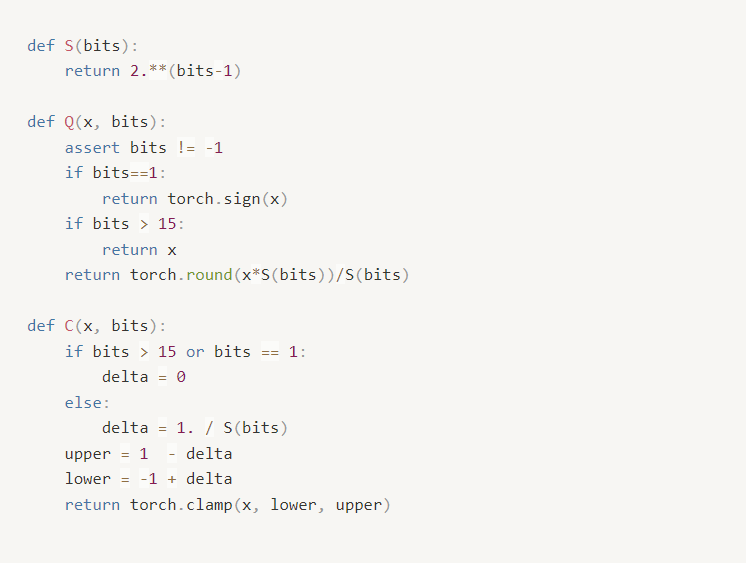 def S(bits):
    return 2.**(bits-1)

def Q(x, bits):
    assert bits != -1
    if bits==1:
        return torch.sign(x)
    if bits > 15:
        return x
    return torch.round(x*S(bits))/S(bits)

def C(x, bits):
    if bits > 15 or bits == 1:
        delta = 0
    else:
        delta = 1. / S(bits)
    upper = 1  - delta
    lower = -1 + delta
    return torch.clamp(x, lower, upper)